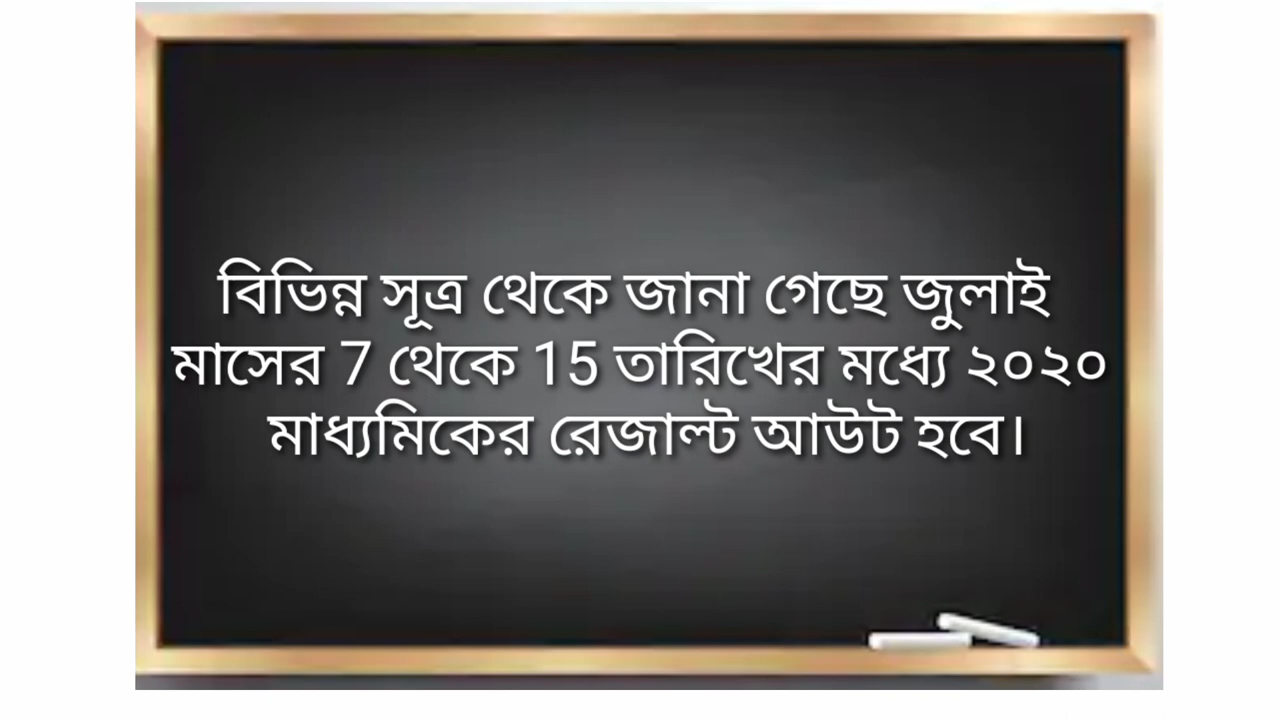 বিভিন্ন সূত্র থেকে জানা গেছে জুলাই
মাসের 7 থেকে 15 তারিখের মধ্যে ২০২০
মাধ্যমিকের রেজাল্ট আউট হবে।